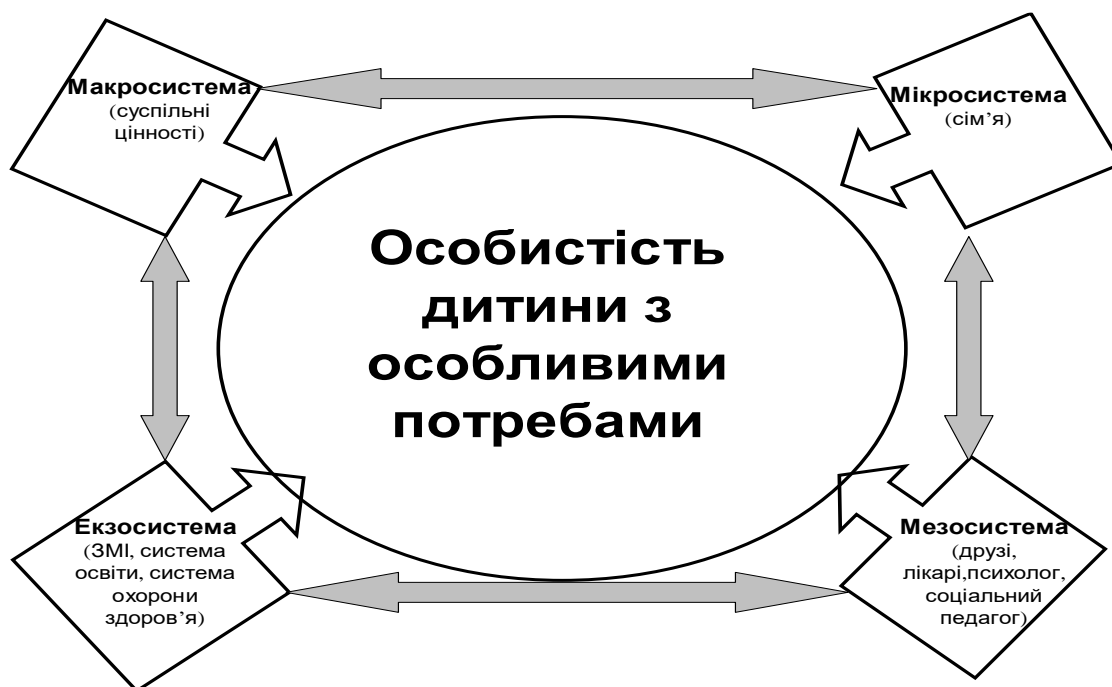 Макросистема
(суспільні
цінності)
Мікросистема
(сім’я)
Особистість
дитини з
особливими
потребами
Екзосистема
(ЗМІ, система
освіти, система
охорони
здоров’я)
Мезосистема
(друзі,
лікарі,психолог,
соціальний
педагог)